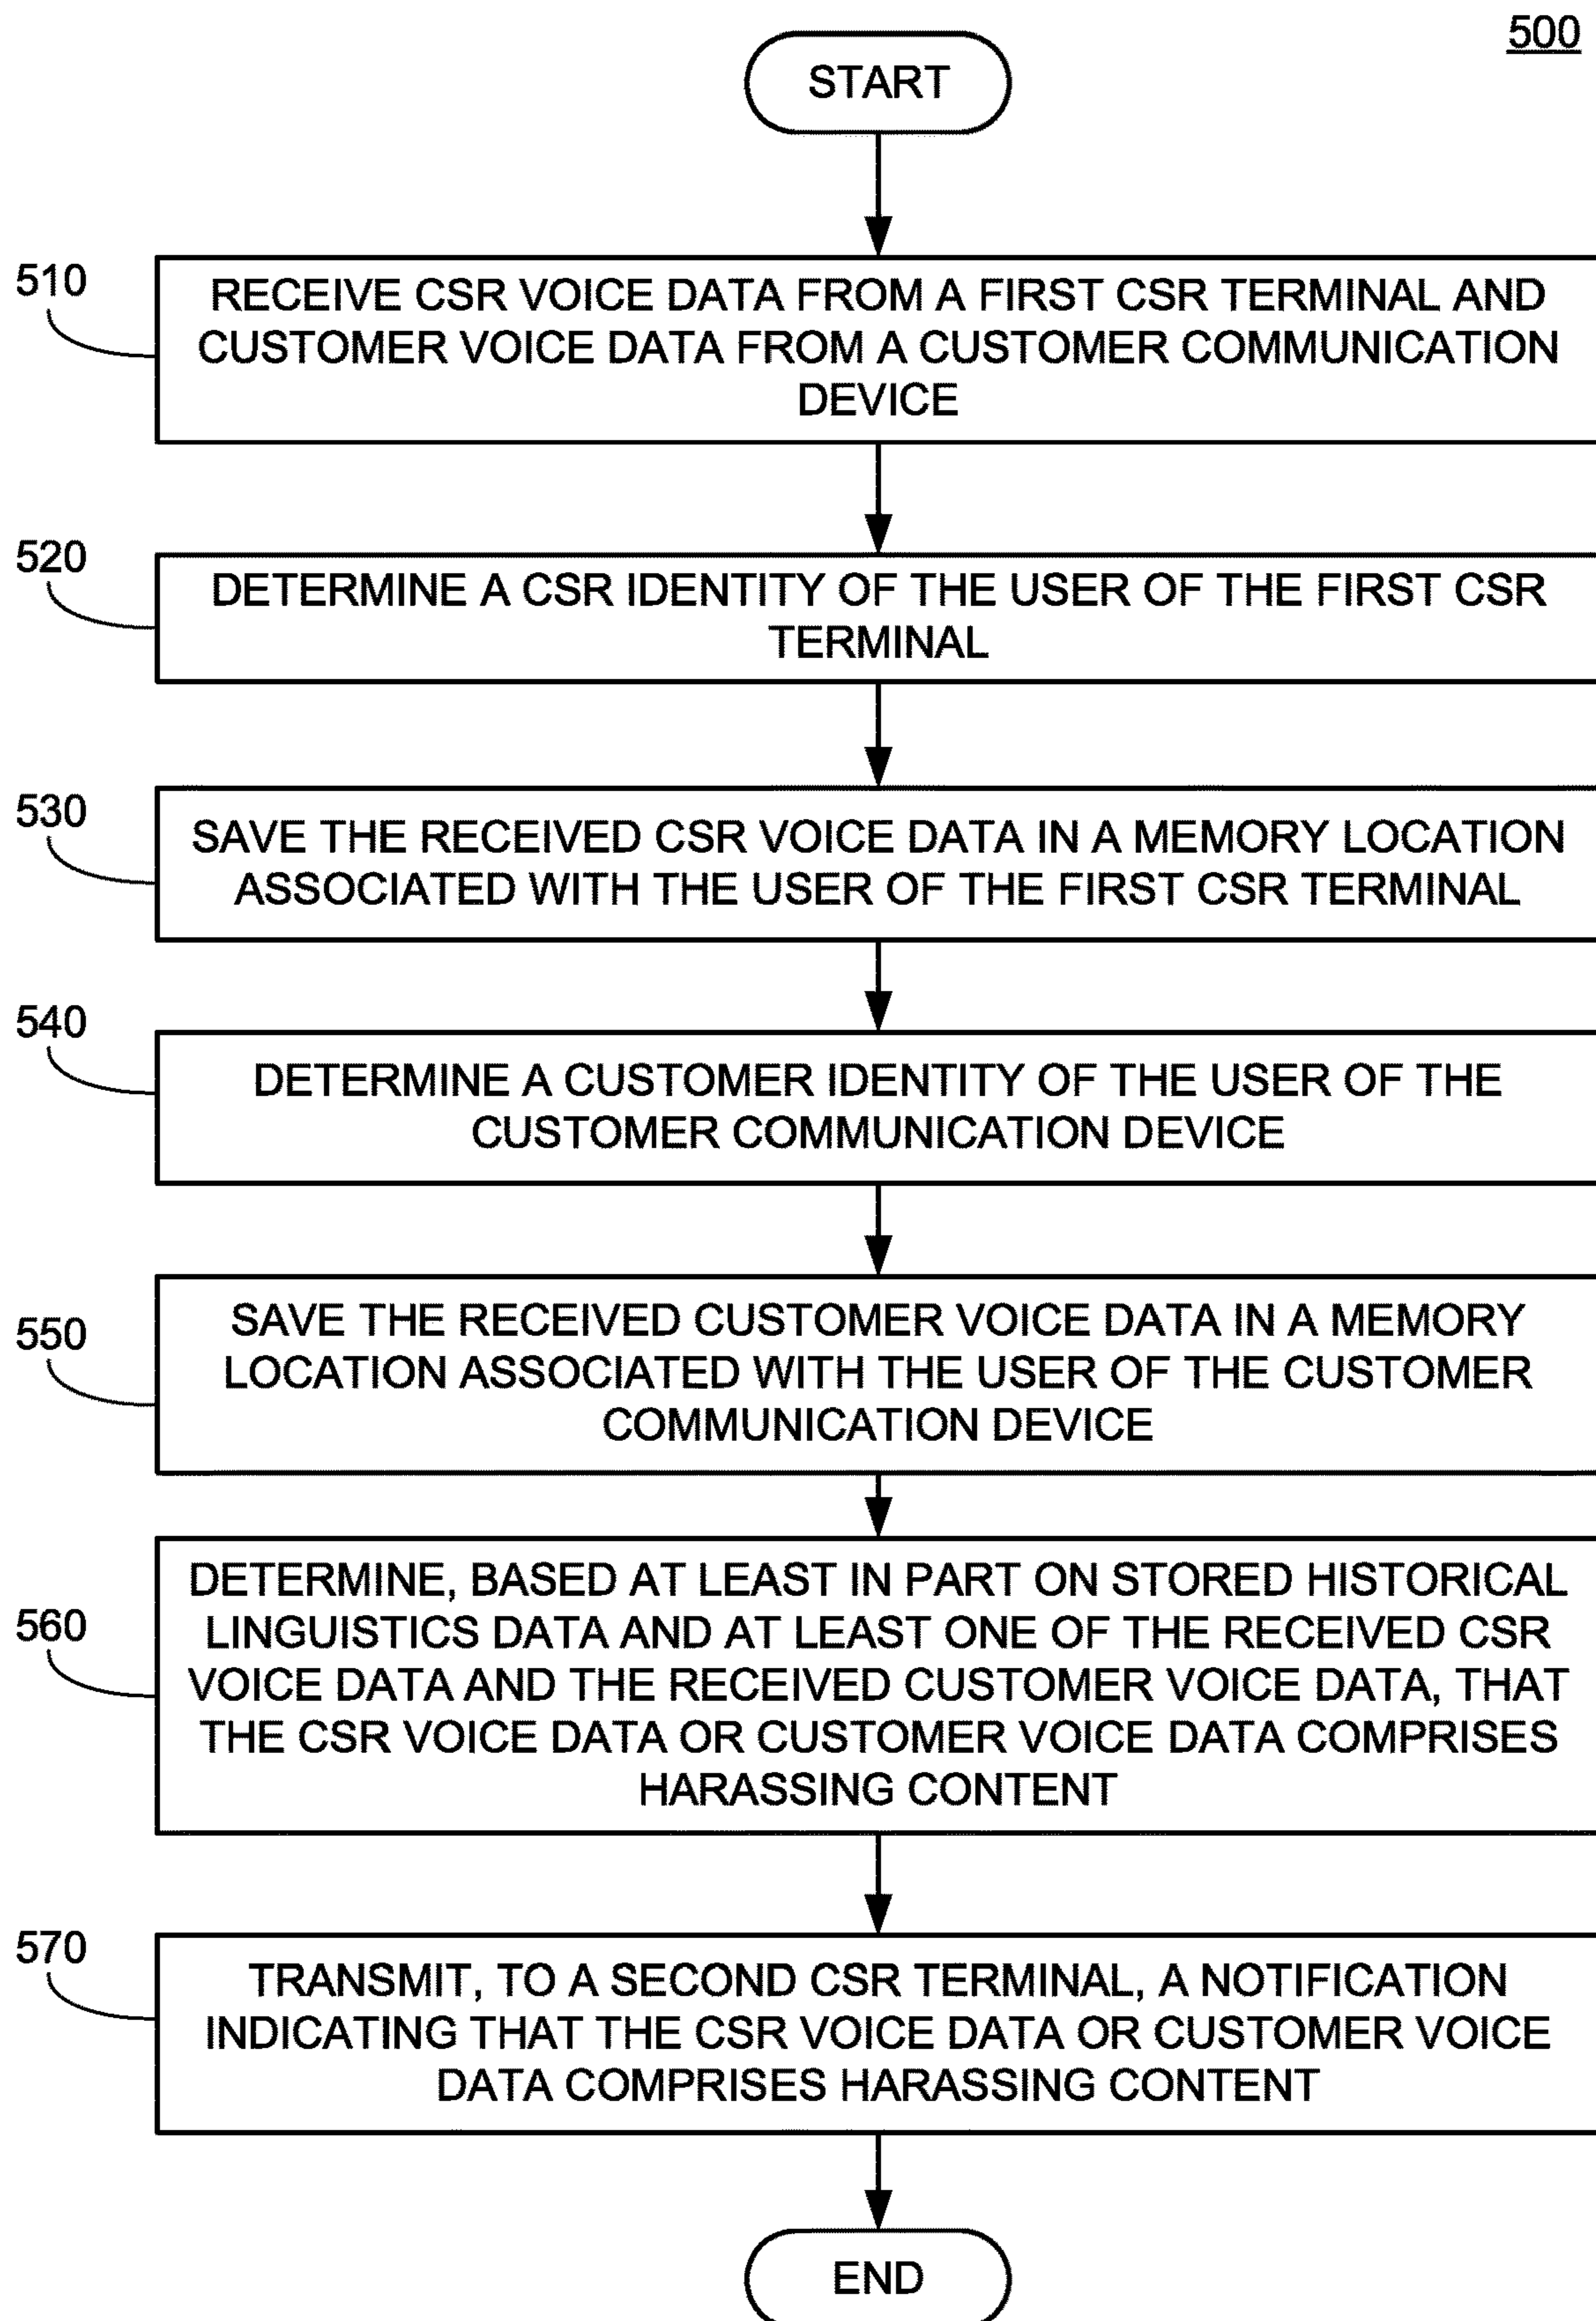 500
START
510
RECEIVE CSR VOICE DATA FROM A FIRST CSR TERMINAL AND
CUSTOMER VOICE DATA FROM A CUSTOMER COMMUNICATION
DEVICE
520
DETERMINE A CSR IDENTITY OF THE USER OF THE FIRST CSR
TERMINAL
530
SAVE THE RECEIVED CSR VOICE DATA IN A MEMORY LOCATION
ASSOCIATED WITH THE USER OF THE FIRST CSR TERMINAL
540
DETERMINE A CUSTOMER IDENTITY OF THE USER OF THE
CUSTOMER COMMUNICATION DEVICE
550
SAVE THE RECEIVED CUSTOMER VOICE DATA IN A MEMORY
LOCATION ASSOCIATED WITH THE USER OF THE CUSTOMER
COMMUNICATION DEVICE
560
DETERMINE, BASED AT LEAST IN PART ON STORED HISTORICAL
LINGUISTICS DATA AND AT LEAST ONE OF THE RECEIVED CSR
VOICE DATA AND THE RECEIVED CUSTOMER VOICE DATA, THAT
THE CSR VOICE DATA OR CUSTOMER VOICE DATA COMPRISES
HARASSING CONTENT
570
TRANSMIT, TO A SECOND CSR TERMINAL, A NOTIFICATION
INDICATING THAT THE CSR VOICE DATA OR CUSTOMER VOICE
DATA COMPRISES HARASSING CONTENT
END